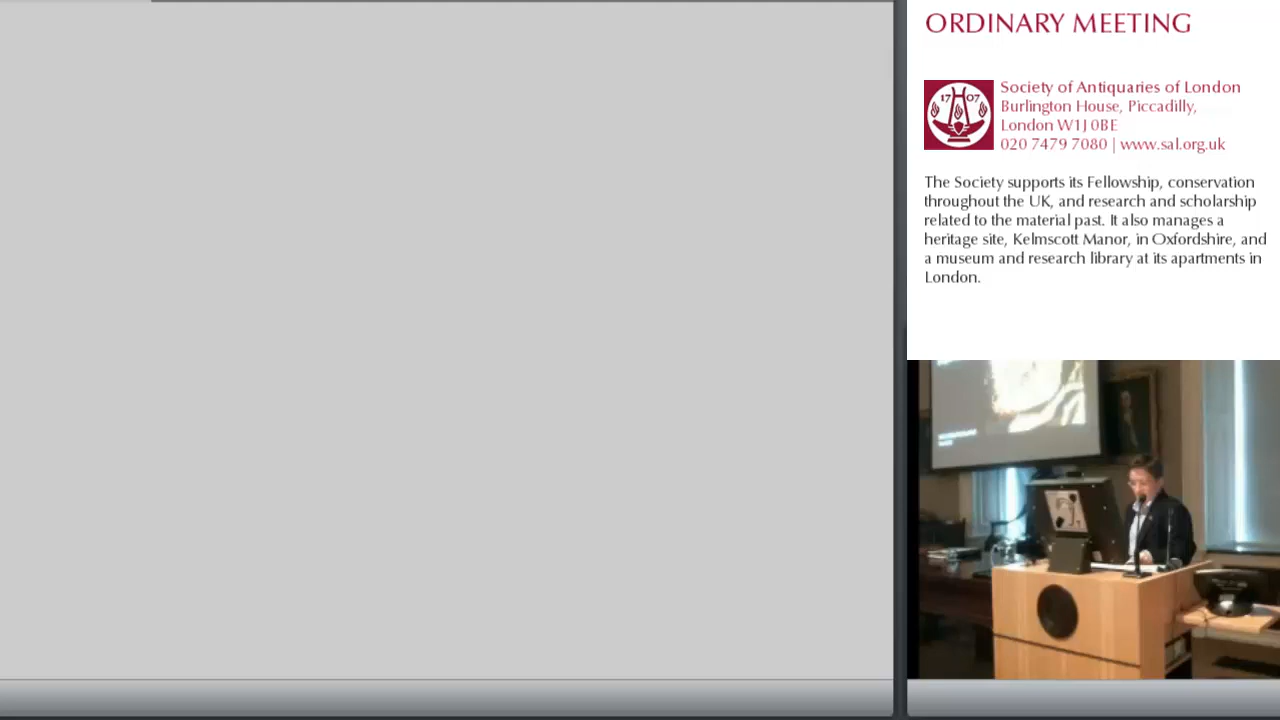 ORDINARY MEETING
17 07
Society of Antiquaries of London
Burlington House, Piccadilly,
London W1J 0BE
020 7479 7080 | www.sal.org.uk
The Society supports its Fellowship, conservation
throughout the UK, and research and scholarship
related to the material past. It also manages a
heritage site, Kelmscott Manor, in Oxfordshire, and
a museum and research library at its apartments in
London.